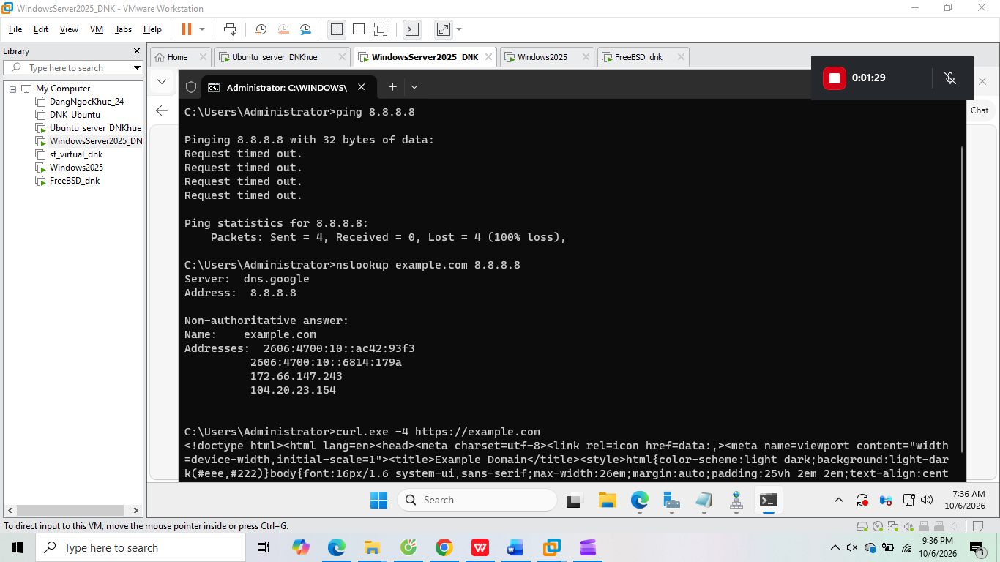 WindowsServer2025_DNK - VMware Workstation
File Edit View VM Tabs Help
Library
Type here to search
My Computer
DangNgocKhue_24
DNK_Ubuntu
Ubuntu_server_DNKhue
WindowsServer2025_DN
sf_virtual_dnk
Windows2025
FreeBSD_dnk
Home
Ubuntu_server_DNKhue
WindowsServer2025_DNK
Windows2025
FreeBSD_dnk
0:01:29
Chat
Administrator: C:\WINDOWS\
C:\Users\Administrator>ping 8.8.8.8
Pinging 8.8.8.8 with 32 bytes of data:
Request timed out.
Request timed out.
Request timed out.
Request timed out.
Ping statistics for 8.8.8.8:
Packets: Sent = 4, Received = 0, Lost = 4 (100% loss),
C:\Users\Administrator>nslookup example.com 8.8.8.8
Server:  dns.google
Address:  8.8.8.8
Non-authoritative answer:
Name:    example.com
Addresses:  2606:4700:10::ac42:93f3
2606:4700:10::6814:179a
172.66.147.243
104.20.23.154
C:\Users\Administrator>curl.exe -4 https://example.com
<!doctype html><html lang=en><head><meta charset=utf-8><link rel=icon href=data:,><meta name=viewport content="width
=device-width,initial-scale=1"><title>Example Domain</title><style>html{color-scheme:light dark;background:light-dar
k(#eee,#222)}body{font:16px/1.6 system-ui,sans-serif;max-width:26em;margin:auto;padding:25vh 2em 2em;text-align:cent
Search
7:36 AM
10/6/2026
To direct input to this VM, move the mouse pointer inside or press Ctrl+G.
Type here to search
9:36 PM
10/6/2026
3